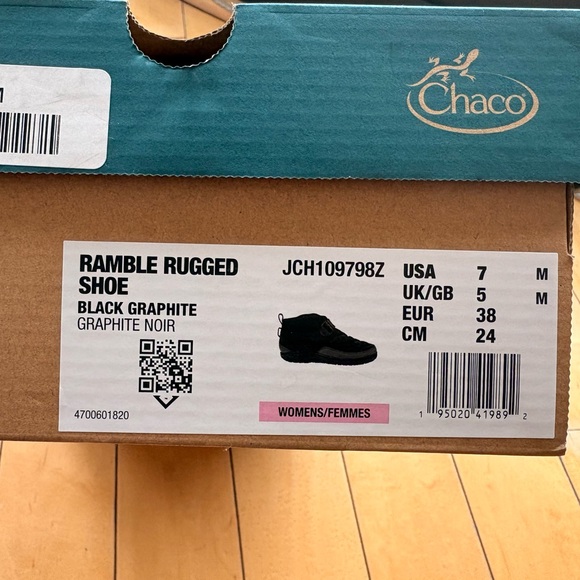 Chaco
RAMBLE RUGGED
SHOE
BLACK GRAPHITE
GRAPHITE NOIR
4700601820
JCH109798Z
WOMENS/FEMMES
USA 7 M
UK/GB 5 M
EUR 38
CM 24
1 95020 41989 2